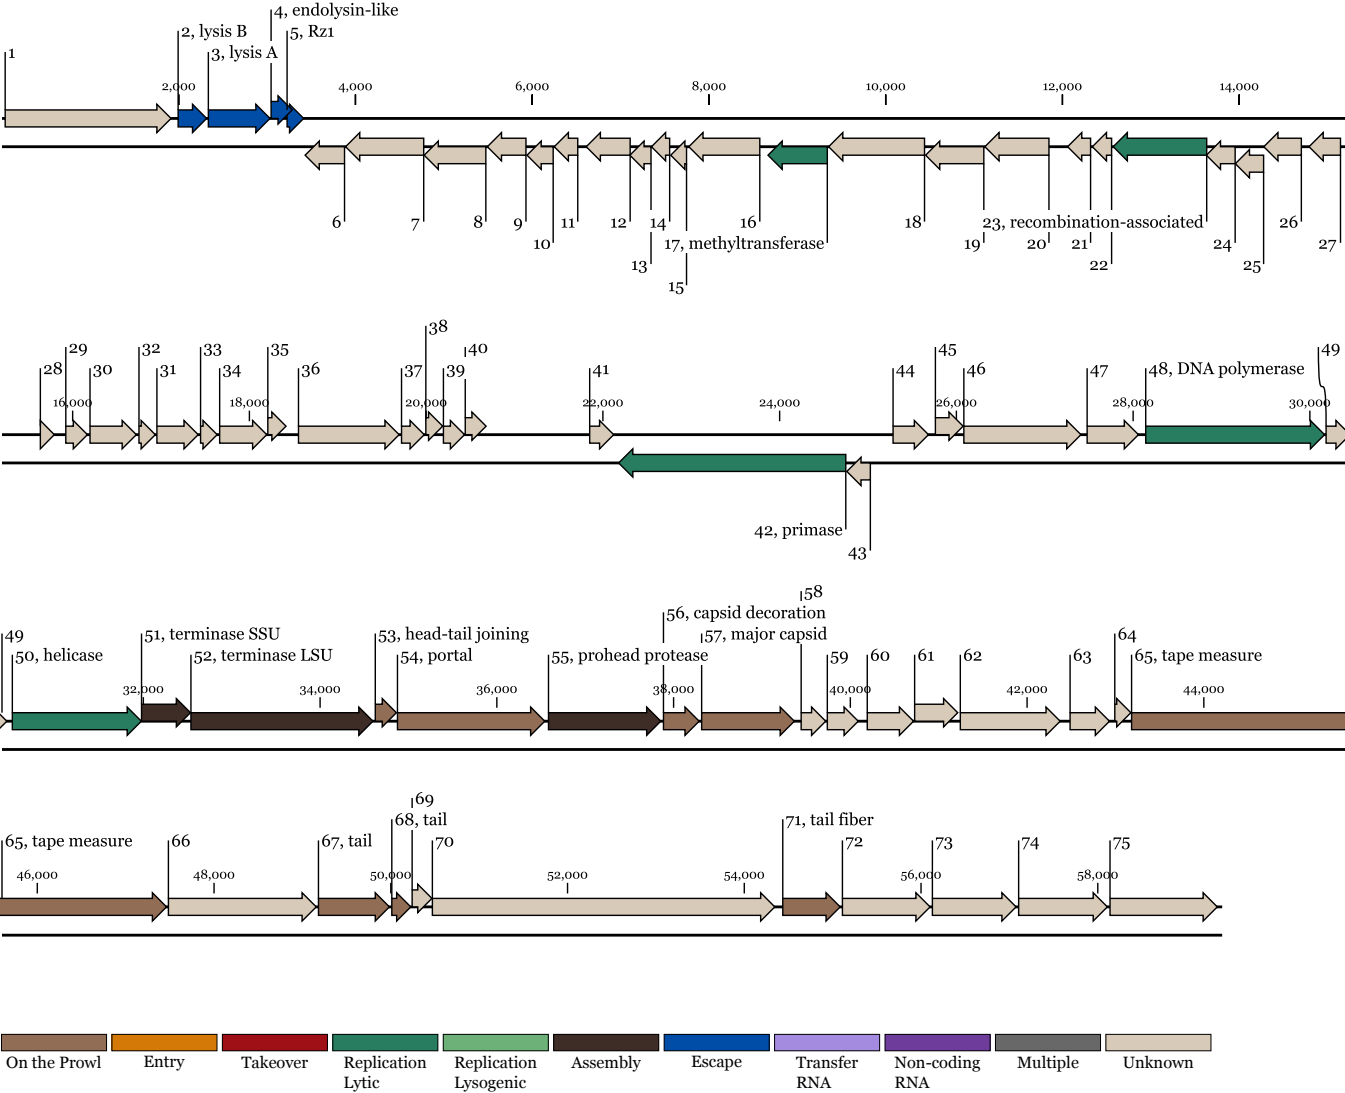 4, endolysin-like
2, lysis B
5, Rz1
1
3, lysis A
2,000 4,000 6,000 8,000 10,000 12,000 14,000
6 7 8 9 11 12 14 16 18 23, recombination-associated 26
10 17, methyltransferase 19 20 21 24 27
13 22 25
15
38
29 32 33 35 39 40 45 49
28 30 31 34 36 37 41 44 46 47 48, DNA polymerase
16,000 18,000 20,000 22,000 24,000 26,000 28,000 30,000
42, primase
43
58
56, capsid decoration
49 51, terminase SSU 53, head-tail joining 57, major capsid 64
50, helicase 52, terminase LSU 54, portal 55, prohead protease 59 60 61 62 63 65, tape measure
32,000 34,000 36,000 38,000 40,000 42,000 44,000
69
68, tail 71, tail fiber
65, tape measure 66 67, tail 70 72 73 74 75
46,000 48,000 50,000 52,000 54,000 56,000 58,000
On the Prowl Entry Takeover Replication Lytic Replication Lysogenic Assembly Escape Transfer RNA Non-coding RNA Multiple Unknown